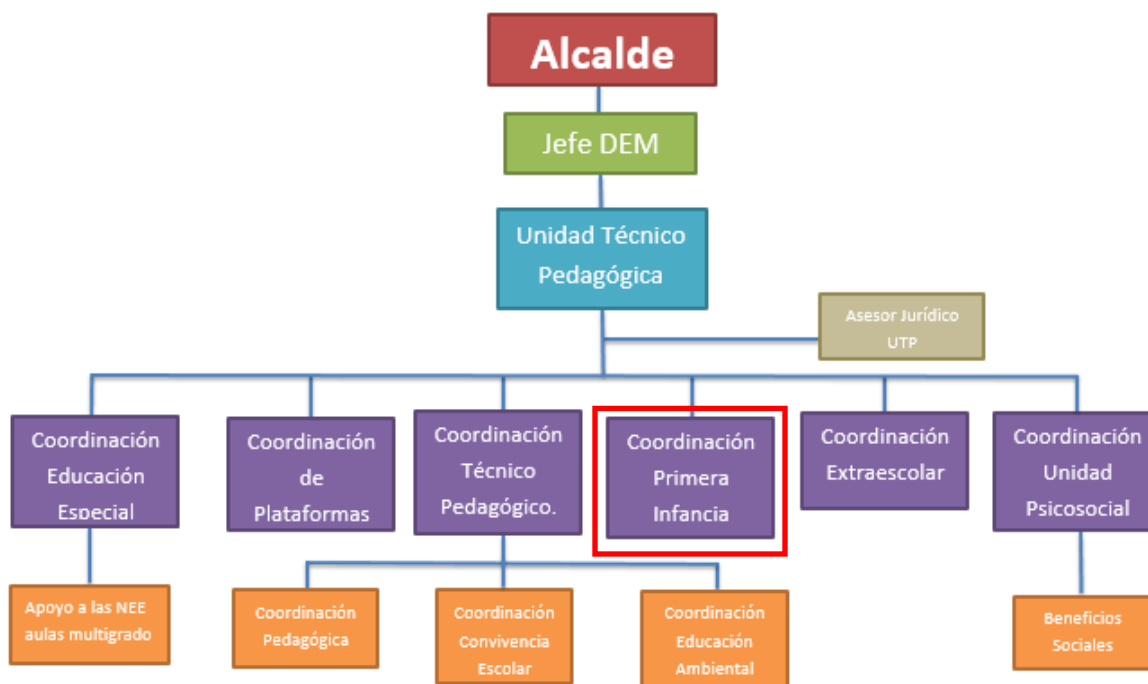 Alcalde
Jefe DEM
Unidad Técnico
Pedagógica
Asesor Jurídico
UTP
Coordinación
Educación
Especial
Coordinación
de
Plataformas
Coordinación
Técnico
Pedagógico.
Coordinación
Primera
Infancia
Coordinación
Extraescolar
Coordinación
Unidad
Psicosocial
Apoyo a las NEE
aulas multigrado
Coordinación
Pedagógica
Coordinación
Convivencia
Escolar
Coordinación
Educación
Ambiental
Beneficios
Sociales